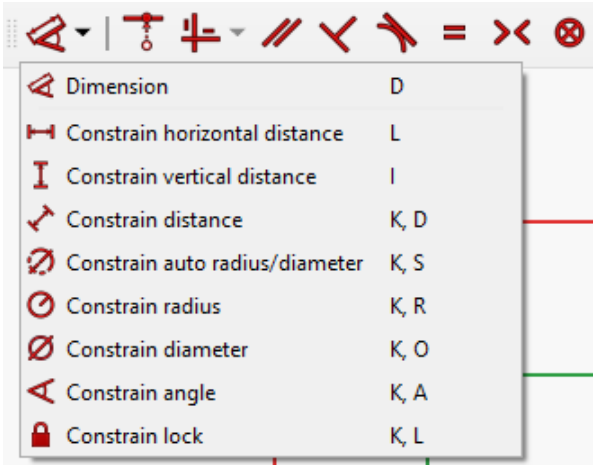 Dimension D
Constrain horizontal distance L
Constrain vertical distance I
Constrain distance K, D
Constrain auto radius/diameter K, S
Constrain radius K, R
Constrain diameter K, O
Constrain angle K, A
Constrain lock K, L